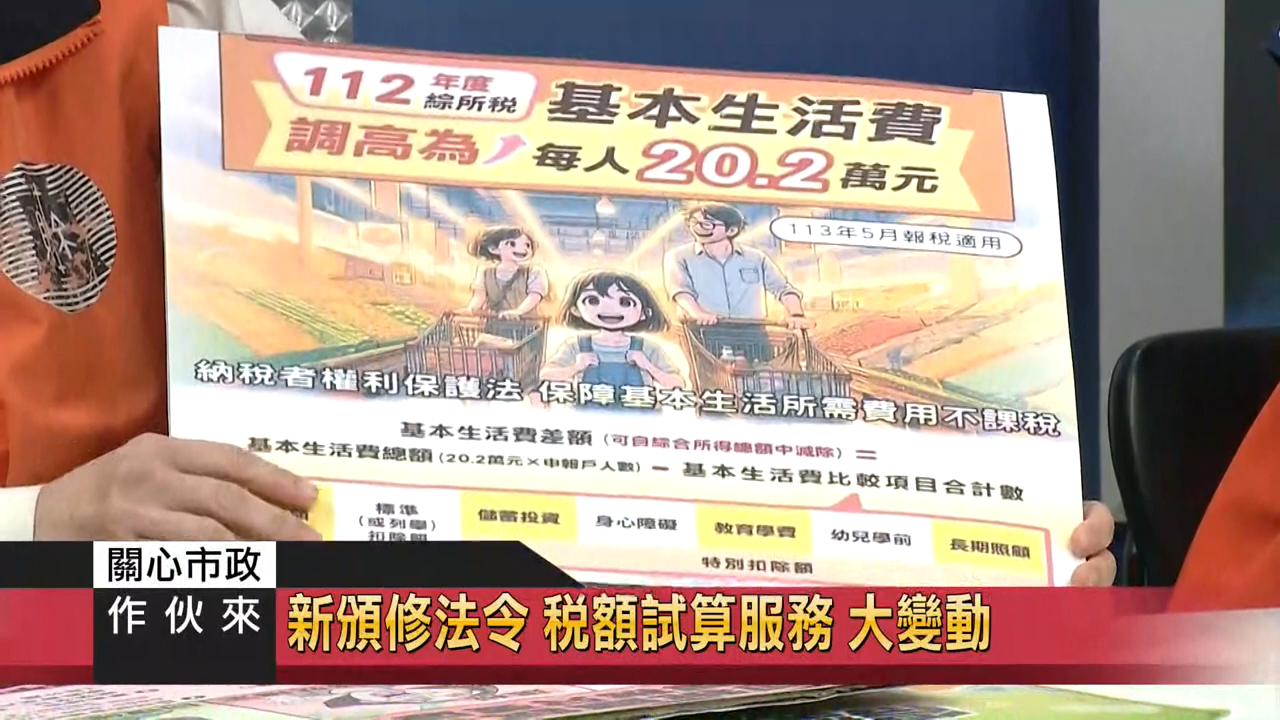 112 年度綜所稅 基本生活費
調高為 每人 20.2 萬元
113年5月報稅適用
納稅者權利保護法 保障基本生活所需費用不課稅
基本生活費差額(可自綜合所得總額中減除) =
基本生活費總額(20.2萬元×申報戶人數) - 基本生活費比較項目合計數
額 標準(或列舉)扣除額 儲蓄投資 身心障礙 教育學費 幼兒學前 長期照顧
特別扣除額
關心市政
作伙來
新頒修法令 稅額試算服務 大變動